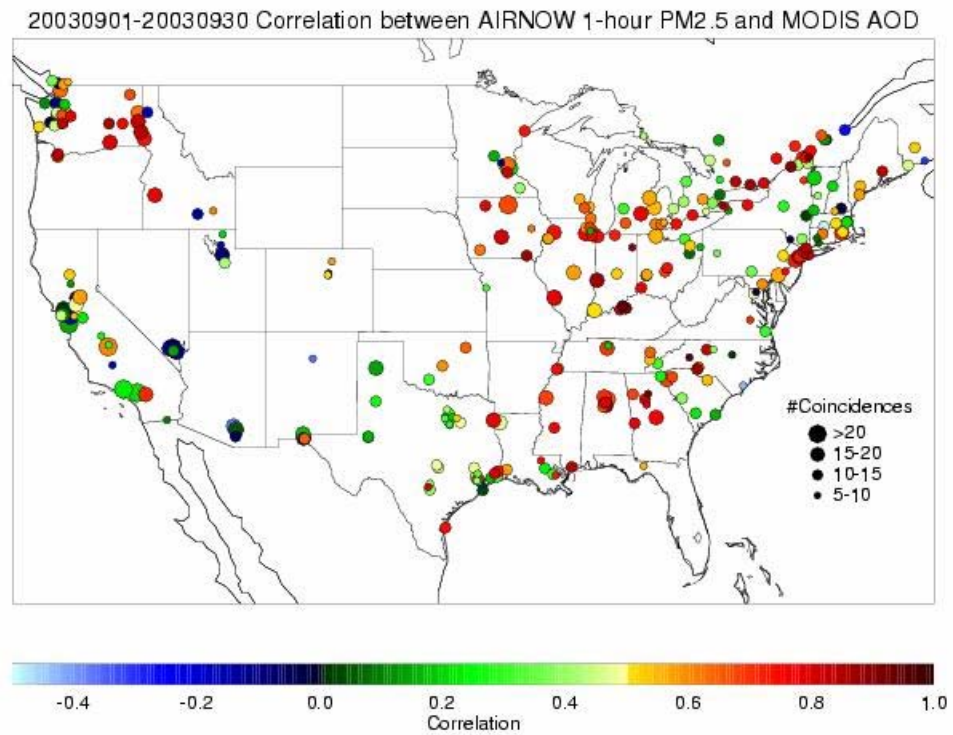 20030901-20030930 Correlation between AIRNOW 1-hour PM2.5 and MODIS AOD
#Coincidences
>20
15-20
10-15
5-10
-0.4 -0.2 0.0 0.2 0.4 0.6 0.8 1.0
Correlation